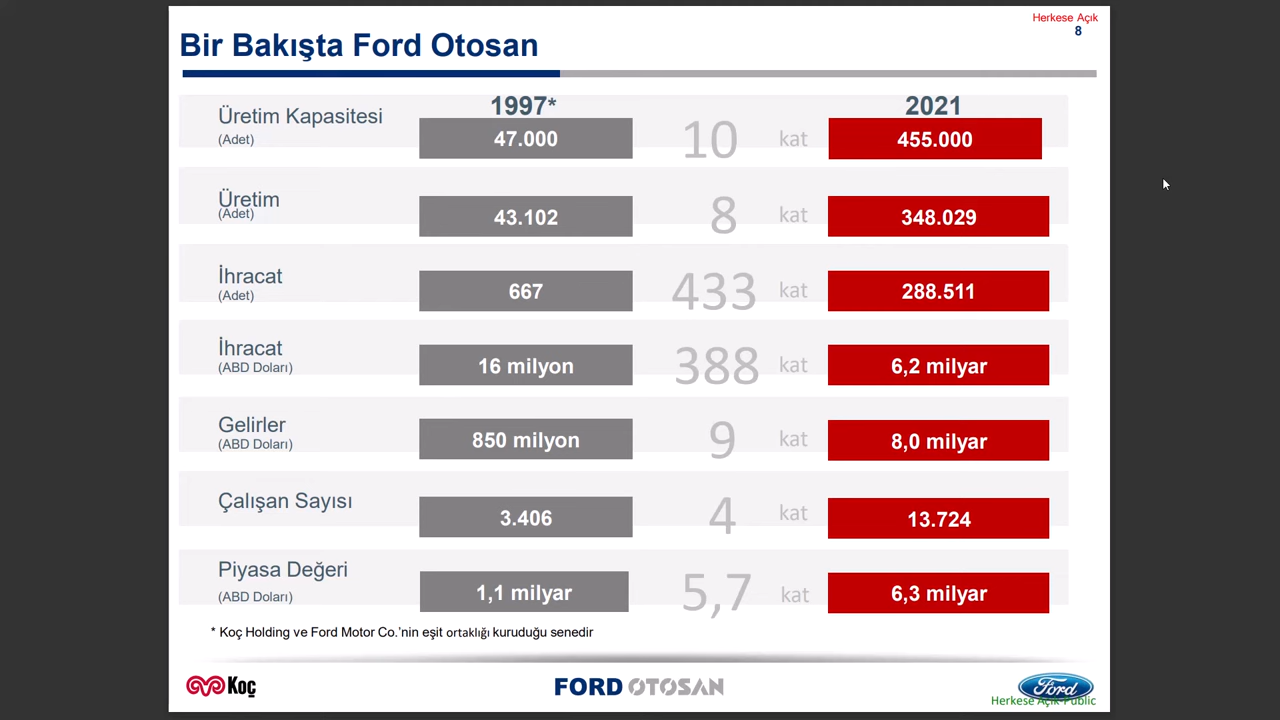 Herkese Açık
8
Bir Bakışta Ford Otosan
1997* 2021
Üretim Kapasitesi
(Adet)
47.000 10 kat 455.000
Üretim
(Adet)
43.102 8 kat 348.029
İhracat
(Adet)
667 433 kat 288.511
İhracat
(ABD Doları)
16 milyon 388 kat 6,2 milyar
Gelirler
(ABD Doları)
850 milyon 9 kat 8,0 milyar
Çalışan Sayısı
3.406 4 kat 13.724
Piyasa Değeri
(ABD Doları)
1,1 milyar 5,7 kat 6,3 milyar
* Koç Holding ve Ford Motor Co.'nin eşit ortaklığı kuruduğu senedir
Koç FORD OTOSAN Ford
Herkese Açık-Public